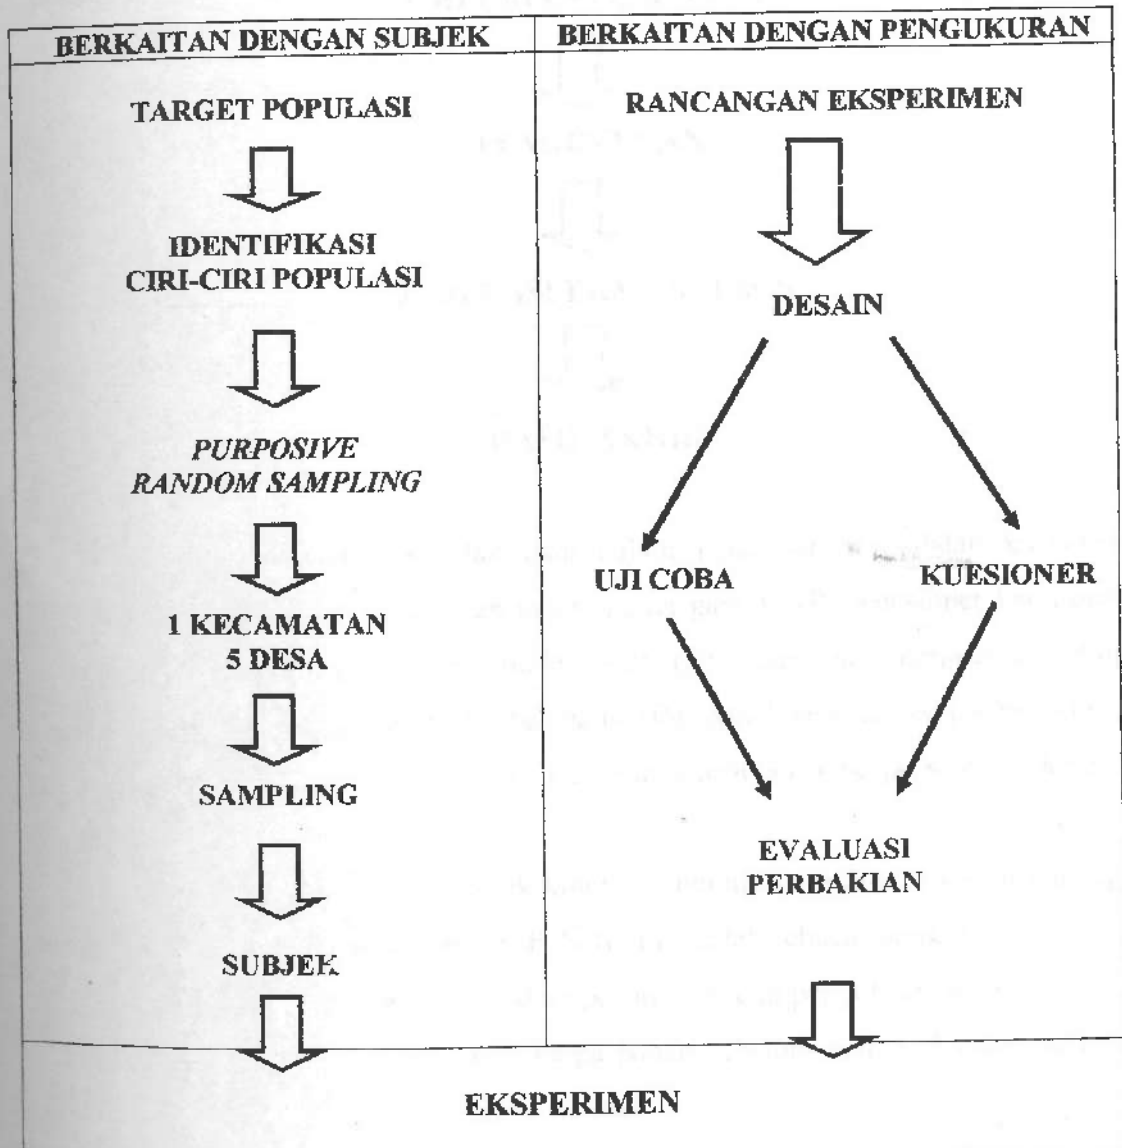 BERKAITAN DENGAN SUBJEK
BERKAITAN DENGAN PENGUKURAN
TARGET POPULASI
IDENTIFIKASI
CIRI-CIRI POPULASI
PURPOSIVE
RANDOM SAMPLING
1 KECAMATAN
5 DESA
SAMPLING
SUBJEK
RANCANGAN EKSPERIMEN
DESAIN
UJI COBA
KUESIONER
EVALUASI
PERBAKIAN
EKSPERIMEN